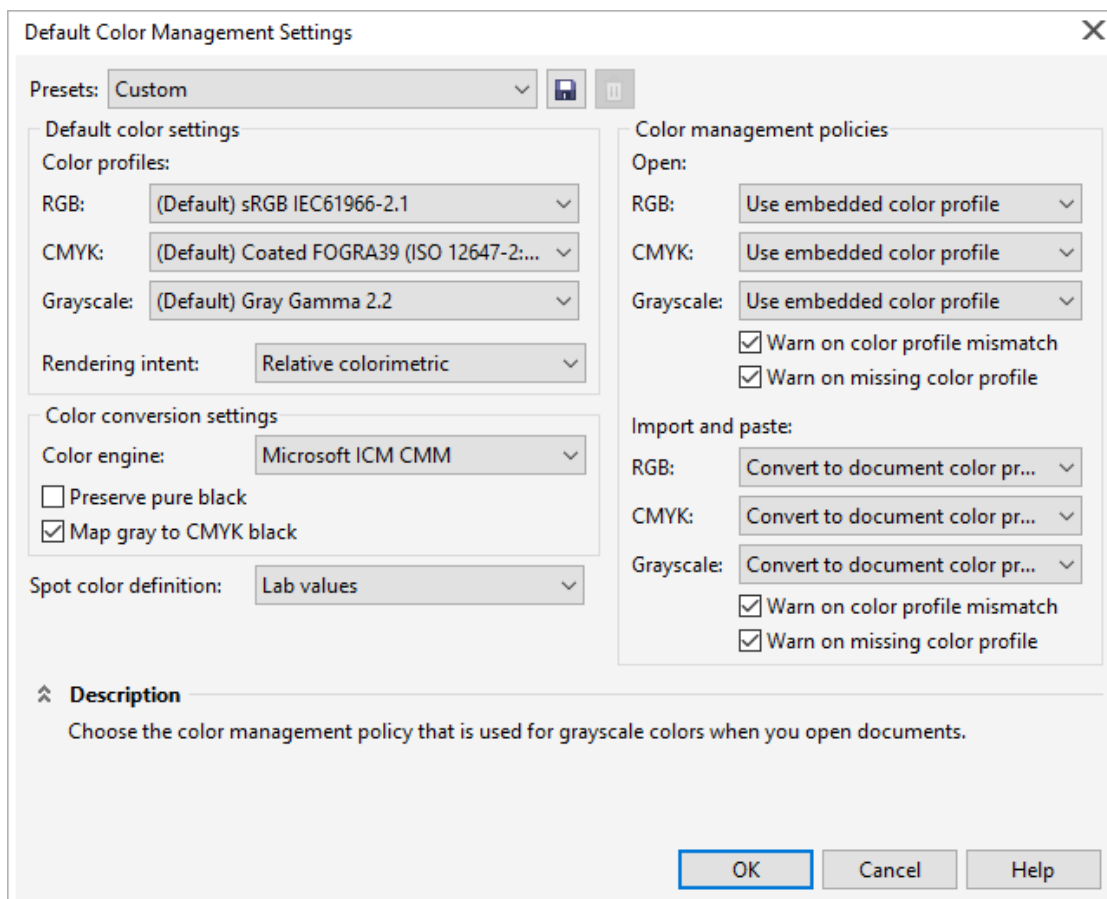 Default Color Management Settings
Presets: Custom
Default color settings
Color profiles:
RGB: (Default) sRGB IEC61966-2.1
CMYK: (Default) Coated FOGRA39 (ISO 12647-2:...
Grayscale: (Default) Gray Gamma 2.2
Rendering intent: Relative colorimetric
Color conversion settings
Color engine: Microsoft ICM CMM
Preserve pure black
Map gray to CMYK black
Spot color definition: Lab values
Color management policies
Open:
RGB: Use embedded color profile
CMYK: Use embedded color profile
Grayscale: Use embedded color profile
Warn on color profile mismatch
Warn on missing color profile
Import and paste:
RGB: Convert to document color pr...
CMYK: Convert to document color pr...
Grayscale: Convert to document color pr...
Warn on color profile mismatch
Warn on missing color profile
Description
Choose the color management policy that is used for grayscale colors when you open documents.
OK Cancel Help